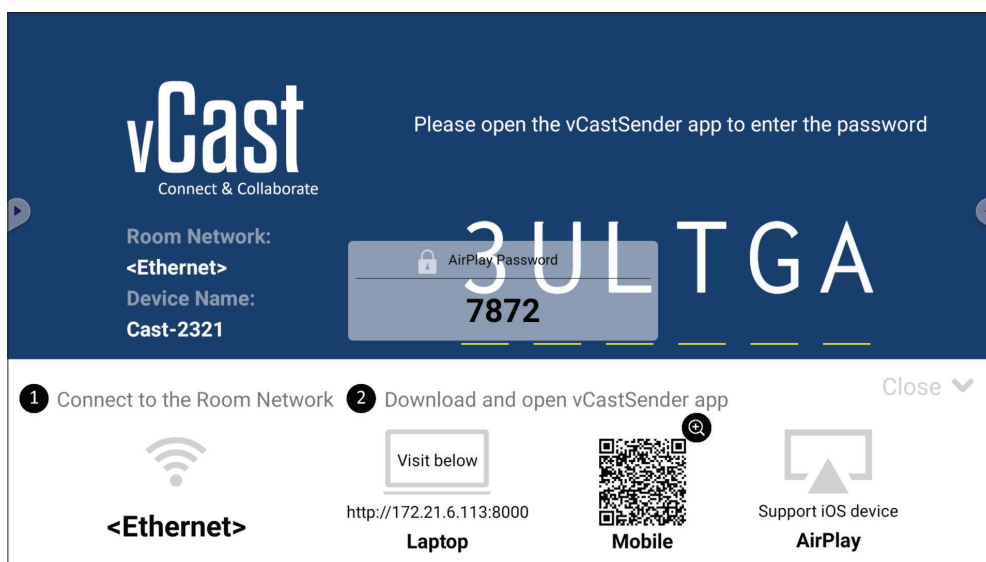 vCast
Connect & Collaborate
Please open the vCastSender app to enter the password
Room Network:
<Ethernet>
Device Name:
Cast-2321
3ULTGA
AirPlay Password
7872
1 Connect to the Room Network
2 Download and open vCastSender app
Close
<Ethernet>
Visit below
http://172.21.6.113:8000
Laptop
Mobile
Support iOS device
AirPlay